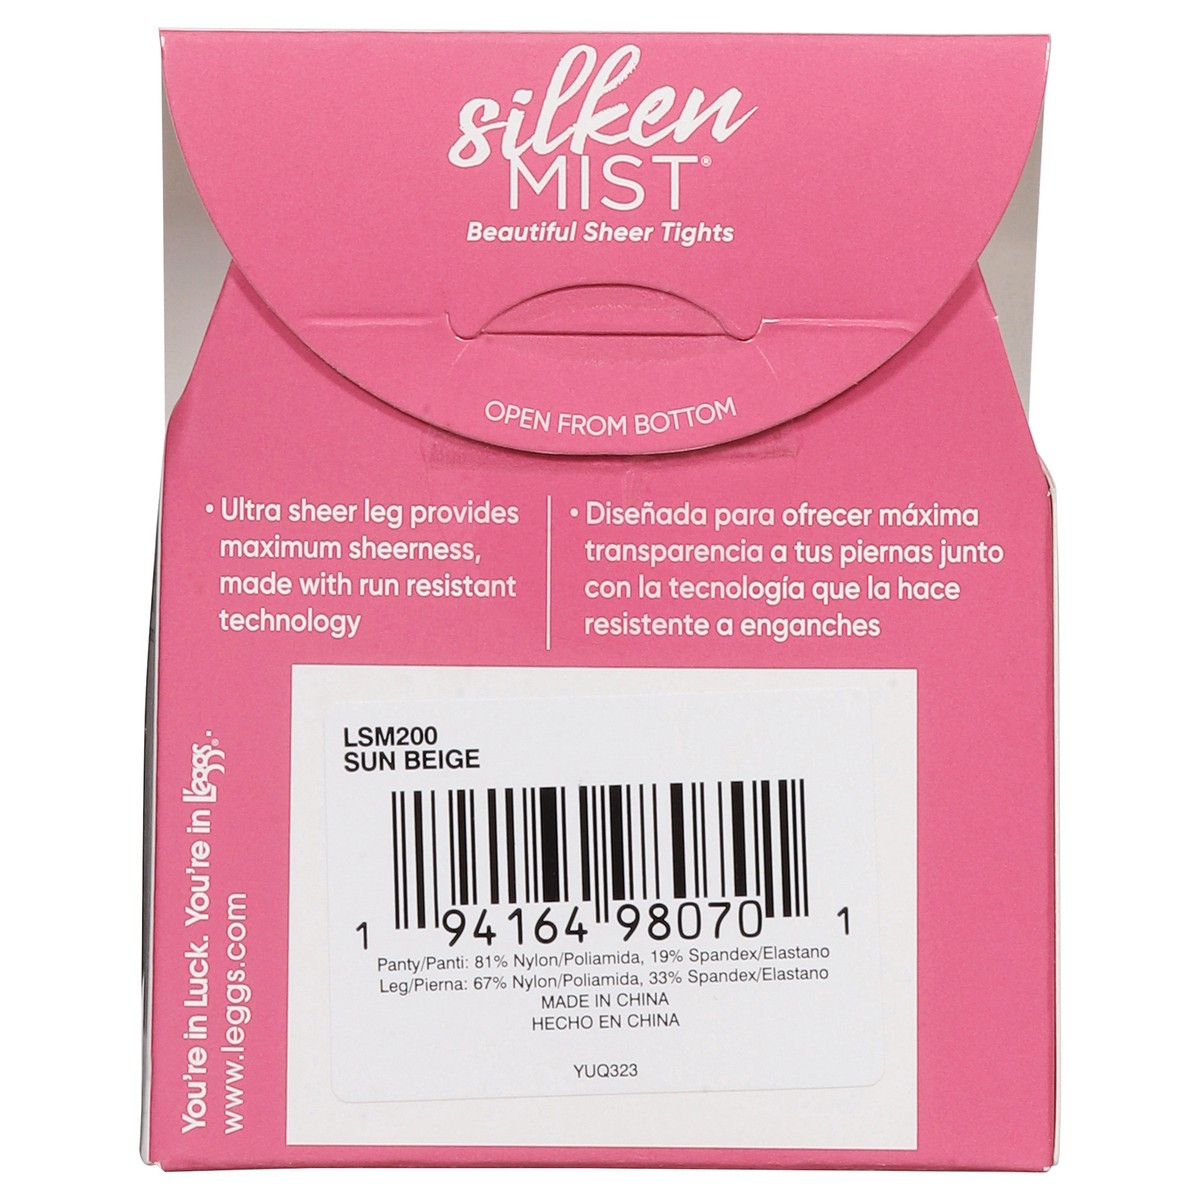 silken
MIST®
Beautiful Sheer Tights
OPEN FROM BOTTOM
• Ultra sheer leg provides
maximum sheerness,
made with run resistant
technology
• Diseñada para ofrecer máxima
transparencia a tus piernas junto
con la tecnología que la hace
resistente a enganches
You're in Luck. You're in L'eggs®.
www.leggs.com
LSM200
SUN BEIGE
1 94164 98070 1
Panty/Panti: 81% Nylon/Poliamida, 19% Spandex/Elastano
Leg/Pierna: 67% Nylon/Poliamida, 33% Spandex/Elastano
MADE IN CHINA
HECHO EN CHINA
YUQ323